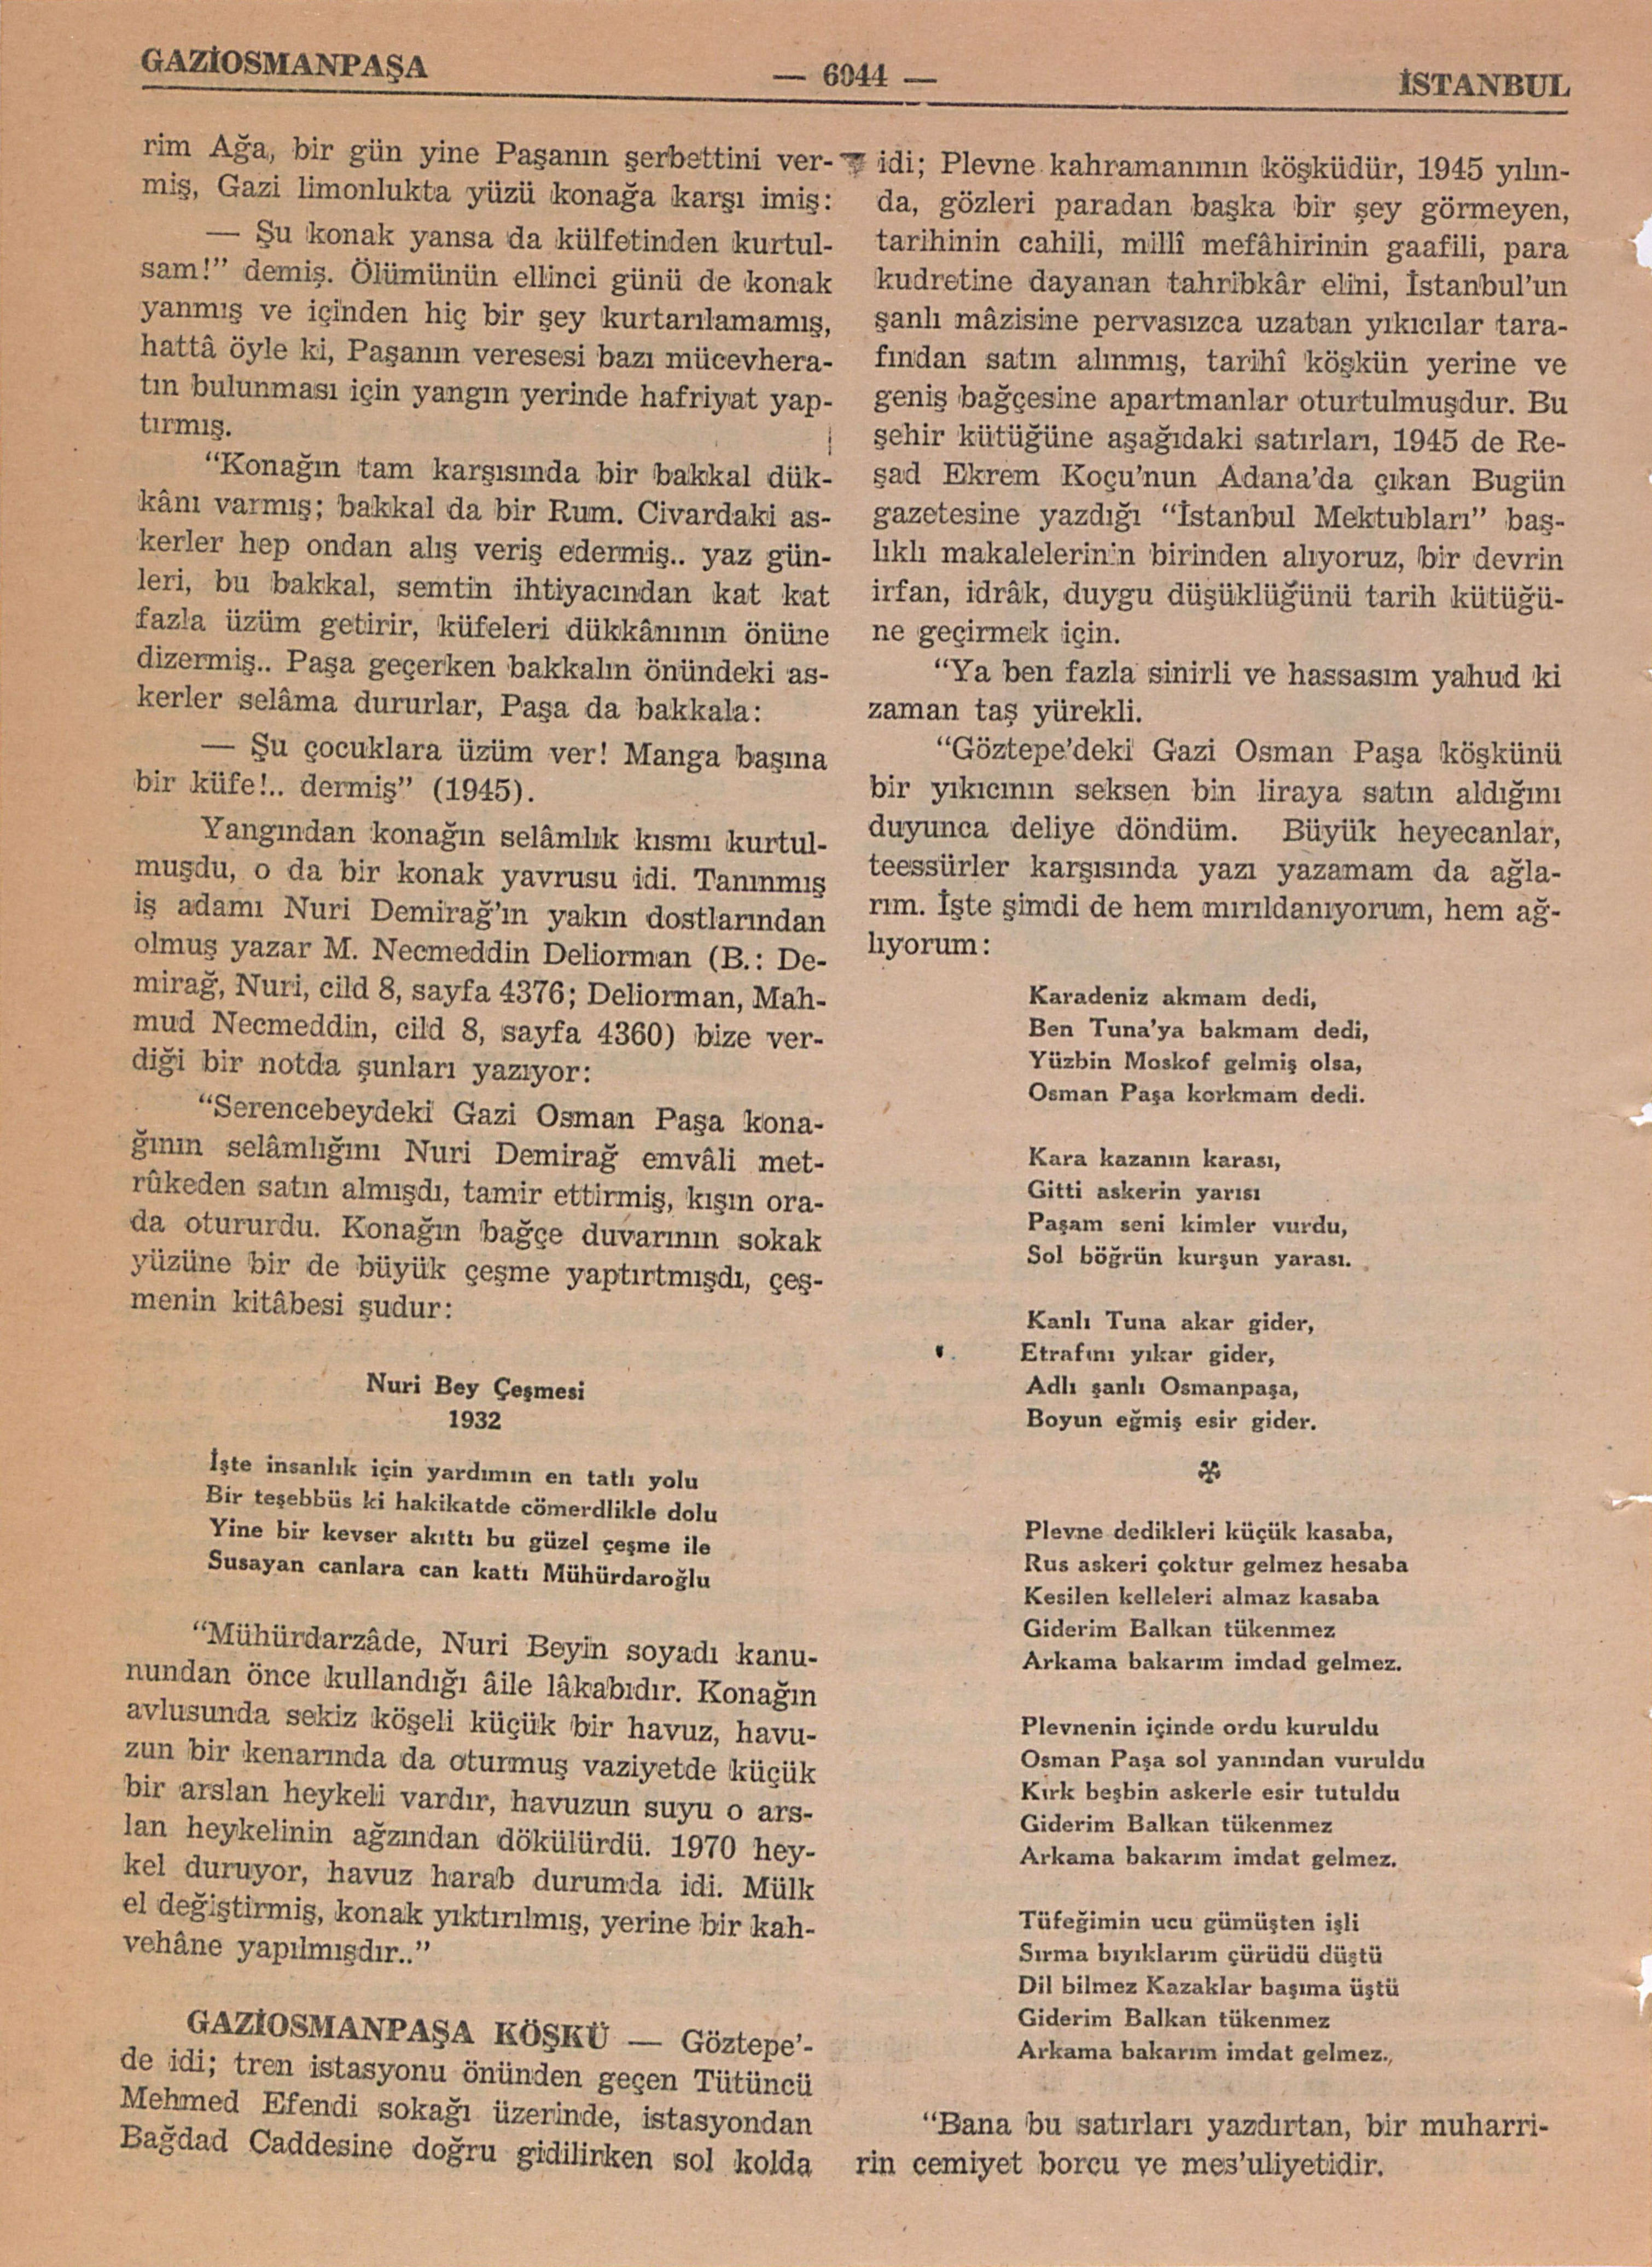 GAZİOSMANPAŞA
— 6044 —
İSTANBUL
rim Ağa, bir gün yine Paşanın şerbettini ver-
miş, Gazi limonlukta yüzü konağa karşı imiş:
— Şu konak yansa da külfetinden kurtul-
sam!” demiş. Ölümünün ellinci günü de konak
yanmış ve içinden hiç bir şey kurtarılamamış,
hattâ öyle ki, Paşanın veresesi bazı mücevhera-
tın bulunması için yangın yerinde hafriyat yap-
tırmış.
“Konağın tam karşısında bir bakkal dük-
kânı varmış; bakkal da bir Rum. Civardaki as-
kerler hep ondan alış veriş edermiş.. yaz gün-
leri, bu bakkal, semtin ihtiyacından kat kat
fazla üzüm getirir, küfeleri dükkânının önüne
dizermiş.. Paşa geçerken bakkalın önündeki as-
kerler selâma dururlar, Paşa da bakkala:
— Şu çocuklara üzüm ver! Manga başına
bir küfe!.. dermiş” (1945).
Yangından konağın selâmlık kısmı kurtul-
muşdu, o da bir konak yavrusu idi. Tanınmış
iş adamı Nuri Demirağ’ın yakın dostlarından
olmuş yazar M. Necmeddin Deliorman (B.: De-
mirağ, Nuri, cild 8, sayfa 4376; Deliorman, Mah-
mud Necmeddin, cild 8, sayfa 4360) bize ver-
diği bir notda şunları yazıyor:
“Serencebeydeki Gazi Osman Paşa kona-
ğının selâmlığını Nuri Demirağ emvâli met-
rûkeden satın almışdı, tamir ettirmiş, kışın ora-
da otururdu. Konağın bağçe duvarının sokak
yüzüne bir de büyük çeşme yaptırtmışdı, çeş-
menin kitâbesi şudur:
Nuri Bey Çeşmesi
1932
İşte insanlık için yardımın en tatlı yolu
Bir teşebbüs ki hakikatde cömerdlikle dolu
Yine bir kevser akıttı bu güzel çeşme ile
Susayan canlara can kattı Mühürdaroğlu
“Mühürdarzâde, Nuri Beyin soyadı kanu-
nundan önce kullandığı âile lâkabıdır. Konağın
avlusunda sekiz köşeli küçük bir havuz, havu-
zun bir kenarında da oturmuş vaziyetde küçük
bir arslan heykeli vardır, havuzun suyu o ars-
lan heykelinin ağzından dökülürdü. 1970 hey-
kel duruyor, havuz harab durumda idi. Mülk
el değiştirmiş, konak yıktırılmış, yerine bir kah-
vehâne yapılmışdır..”
GAZİOSMANPAŞA KÖŞKÜ — Göztepe’-
de idi; tren istasyonu önünden geçen Tütüncü
Mehmed Efendi sokağı üzerinde, istasyondan
Bağdad Caddesine doğru gidilirken sol kolda
idi; Plevne kahramanının köşküdür, 1945 yılın-
da, gözleri paradan başka bir şey görmeyen,
tarihinin cahili, millî mefâhirinin gaafili, para
kudretine dayanan tahribkâr elini, İstanbul’un
şanlı mâzisine pervasızca uzatan yıkıcılar tara-
fından satın alınmış, tarihî köşkün yerine ve
geniş bağçesine apartmanlar oturtulmuşdur. Bu
şehir kütüğüne aşağıdaki satırları, 1945 de Re-
şad Ekrem Koçu’nun Adana’da çıkan Bugün
gazetesine yazdığı “İstanbul Mektubları” baş-
lıklı makalelerinin birinden alıyoruz, bir devrin
irfan, idrâk, duygu düşüklüğünü tarih kütüğü-
ne geçirmek için.
“Ya ben fazla sinirli ve hassasım yahud ki
zaman taş yürekli.
“Göztepe’deki Gazi Osman Paşa köşkünü
bir yıkıcının seksen bin liraya satın aldığını
duyunca deliye döndüm. Büyük heyecanlar,
teessürler karşısında yazı yazamam da ağla-
rım. İşte şimdi de hem mırıldanıyorum, hem ağ-
lıyorum:
Karadeniz akmam dedi,
Ben Tuna’ya bakmam dedi,
Yüzbin Moskof gelmiş olsa,
Osman Paşa korkmam dedi.
Kara kazanın karası,
Gitti askerin yarısı
Paşam seni kimler vurdu,
Sol böğrün kurşun yarası.
Kanlı Tuna akar gider,
Etrafını yıkar gider,
Adlı şanlı Osmanpaşa,
Boyun eğmiş esir gider.
Plevne dedikleri küçük kasaba,
Rus askeri çoktur gelmez hesaba
Kesilen kelleleri almaz kasaba
Giderim Balkan tükenmez
Arkama bakarım imdad gelmez.
Plevnenin içinde ordu kuruldu
Osman Paşa sol yanından vuruldu
Kırk beşbin askerle esir tutuldu
Giderim Balkan tükenmez
Arkama bakarım imdat gelmez.
Tüfeğimin ucu gümüşten işli
Sırma bıyıklarım çürüdü düştü
Dil bilmez Kazaklar başıma üştü
Giderim Balkan tükenmez
Arkama bakarım imdat gelmez.,
“Bana bu satırları yazdırtan, bir muharri-
rin cemiyet borcu ve mes’uliyetidir.